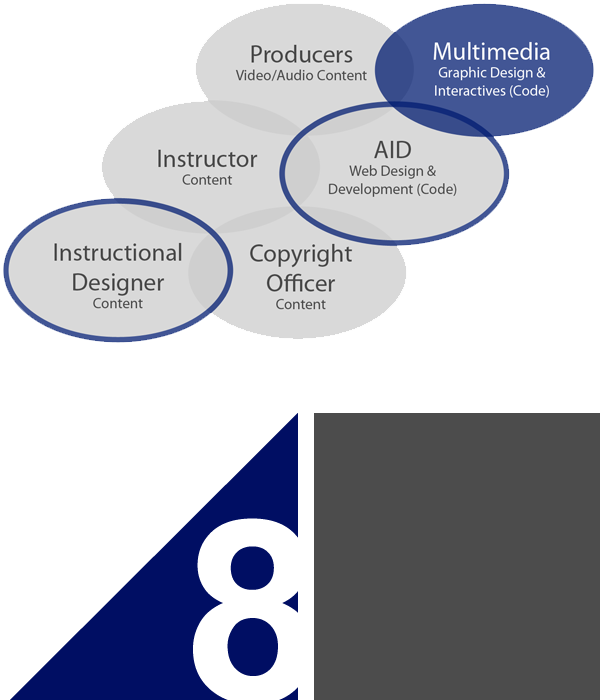 Producers
Video/Audio Content
Multimedia
Graphic Design &
Interactives (Code)
Instructor
Content
AID
Web Design &
Development (Code)
Instructional
Designer
Content
Copyright
Officer
Content
8